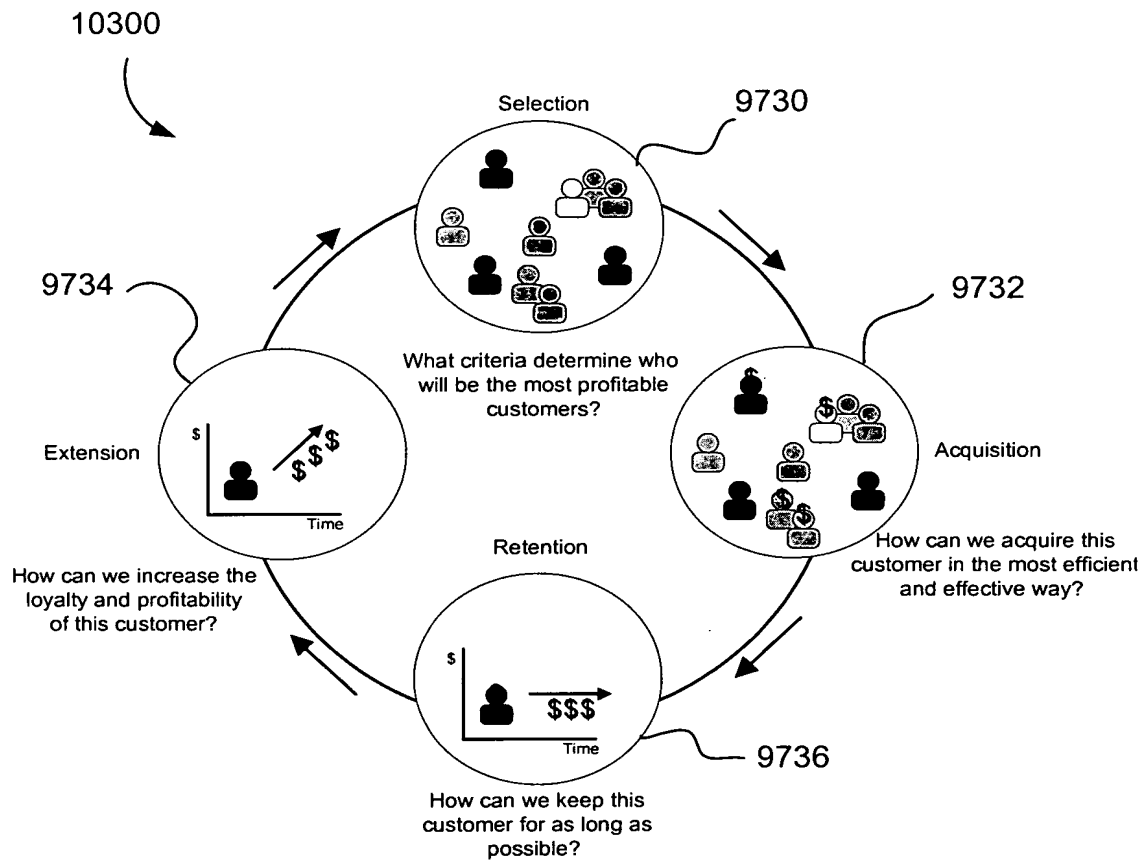 10300
Selection
9730
9734
9732
What criteria determine who
will be the most profitable
customers?
$
$
$
$
Extension
$
$ $ $
Time
Acquisition
How can we increase the
loyalty and profitability
of this customer?
Retention
How can we acquire this
customer in the most efficient
and effective way?
$
$$$
Time
9736
How can we keep this
customer for as long as
possible?